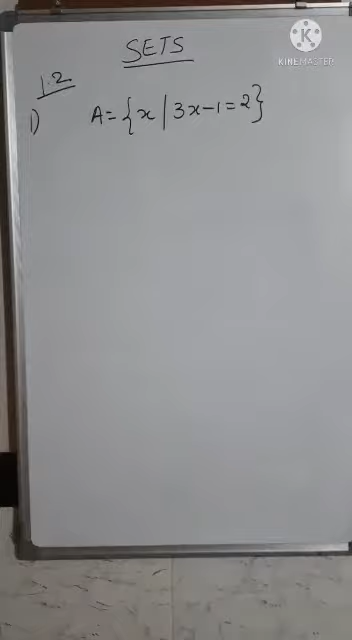 SETS
K
KINEMASTER
1.2
1) A = {x | 3x - 1 = 2}